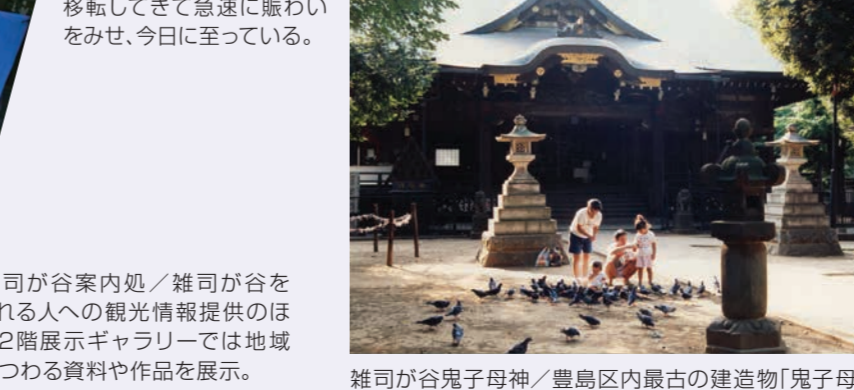 移転してきて急速に賑わい
をみせ、今日に至っている。
司が谷案内処／雑司が谷を
れる人への観光情報提供のほ
2階展示ギャラリーでは地域
つわる資料や作品を展示。
雑司が谷鬼子母神／豊島区内最古の建造物「鬼子母